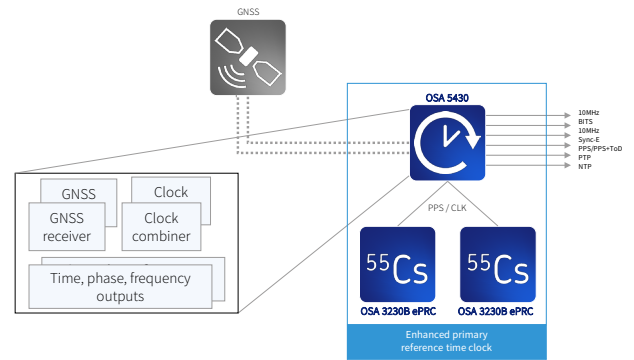 GNSS
OSA 5430
10MHz
BITS
10MHz
Sync-E
PPS/PPS+ToD
PTP
NTP
GNSS
Clock
GNSS
receiver
Clock
combiner
Time, phase, frequency
outputs
PPS / CLK
55Cs
55Cs
OSA 3230B ePRC
OSA 3230B ePRC
Enhanced primary
reference time clock